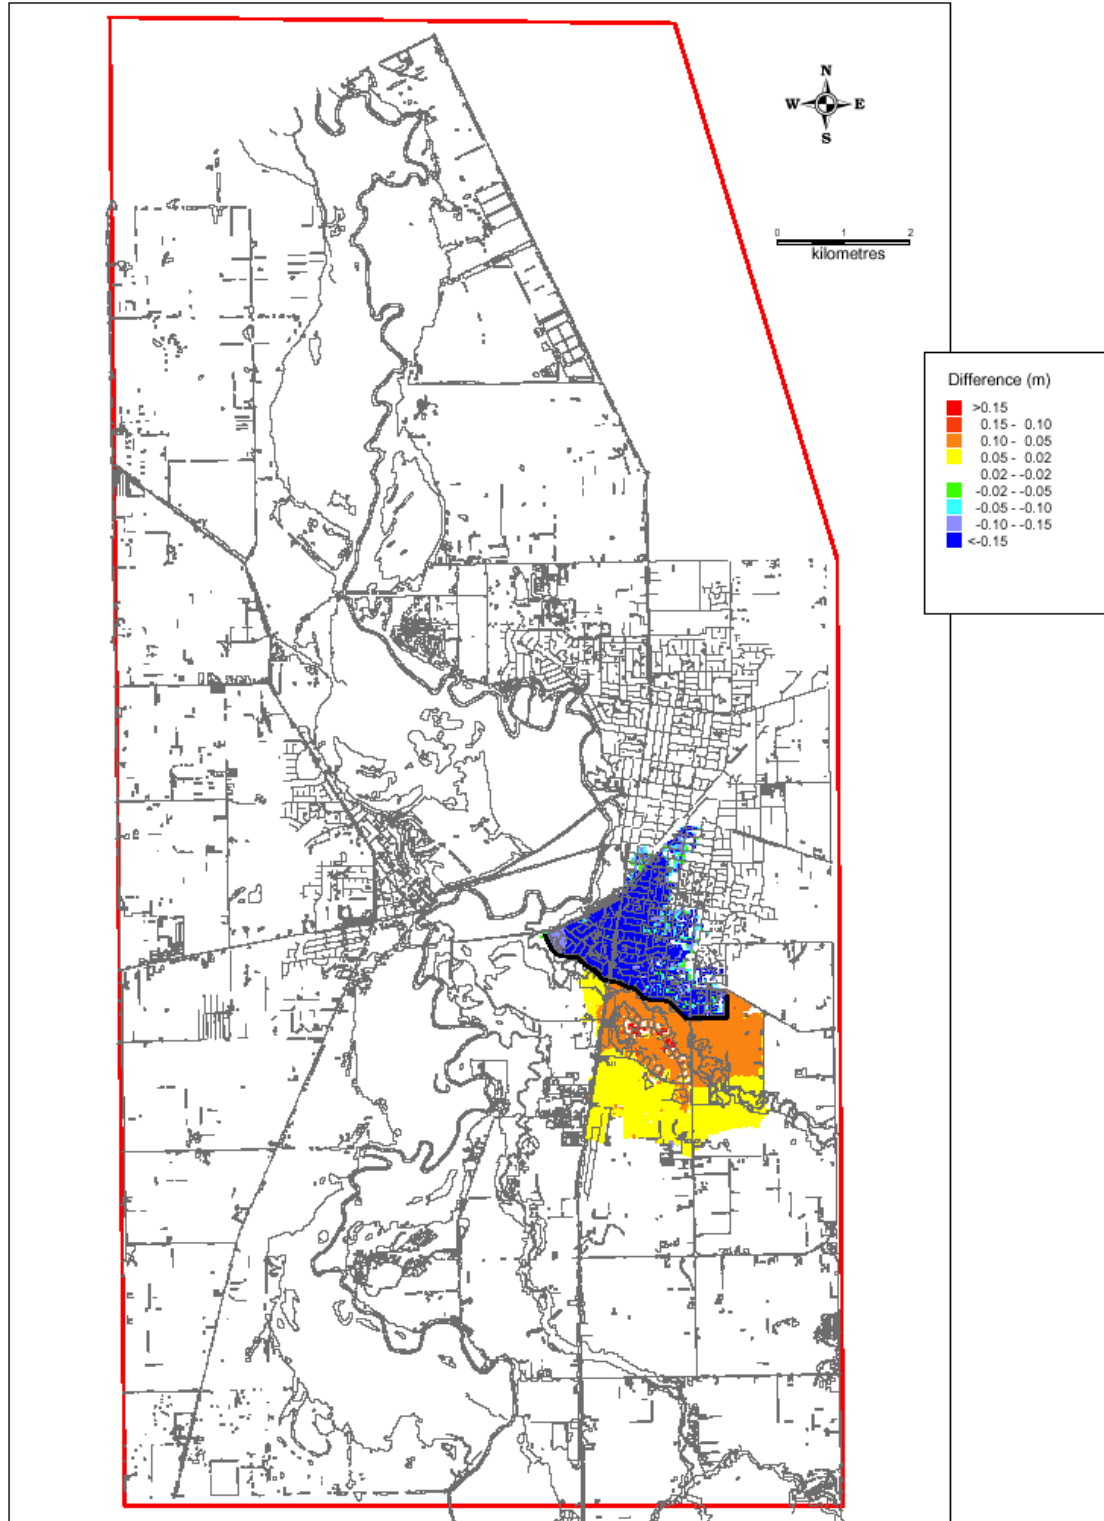 N
W E
S
0 1 2
kilometres
Difference (m)
>0.15
0.15 - 0.10
0.10 - 0.05
0.05 - 0.02
0.02 - -0.02
-0.02 - -0.05
-0.05 - -0.10
-0.10 - -0.15
<-0.15